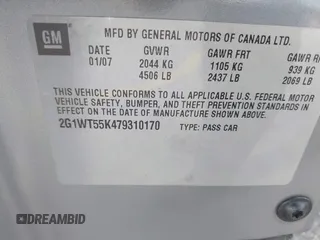 GM
MFD BY GENERAL MOTORS OF CANADA LTD.
DATE GVWR GAWR FRT GAWR RR
01/07 2044 KG 1105 KG 939 KG
4506 LB 2437 LB 2069 LB
THIS VEHICLE CONFORMS TO ALL APPLICABLE U.S. FEDERAL MOTOR
VEHICLE SAFETY, BUMPER, AND THEFT PREVENTION STANDARDS IN
EFFECT ON THE DATE OF MANUFACTURE SHOWN ABOVE.
2G1WT55K479310170 TYPE: PASS CAR
DREAMBID